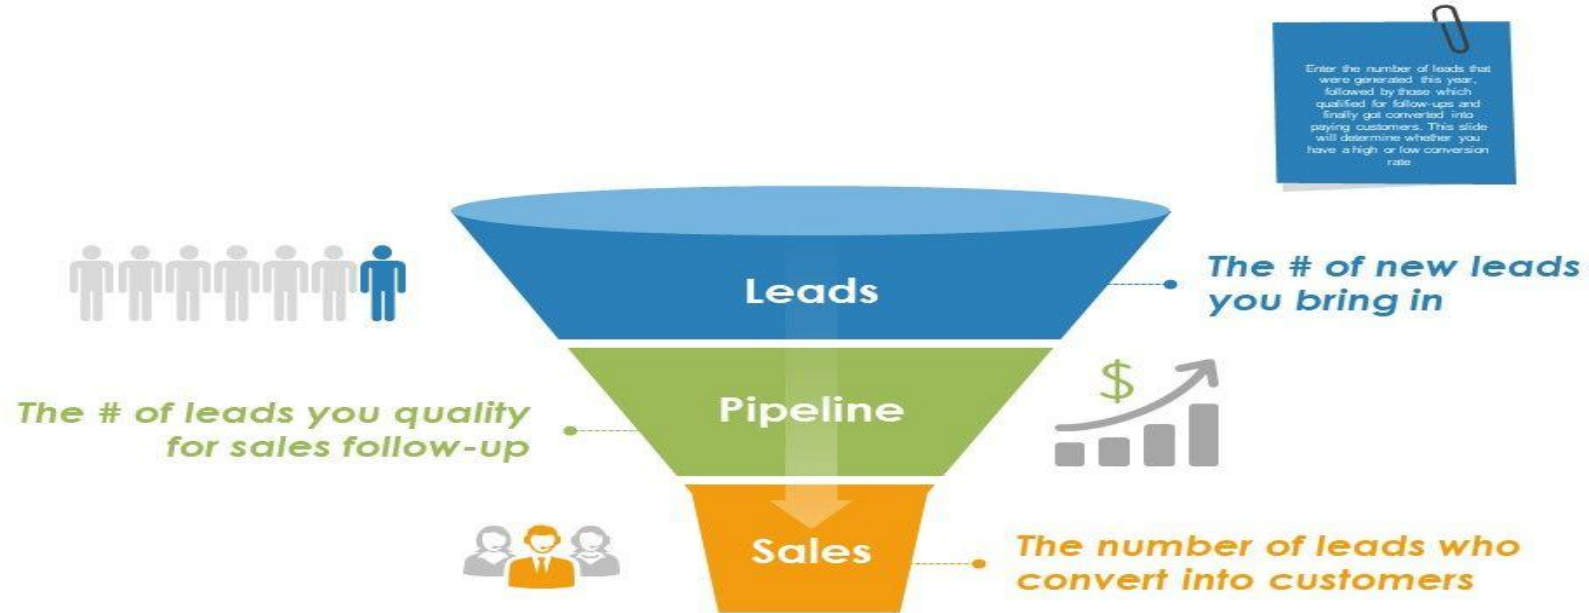 Enter the number of leads that
were generated this year,
followed by those which
qualified for follow-ups and
finally got converted into
paying customers. This slide
will determine whether you
have a high or low conversion
rate
Leads
The # of new leads
you bring in
$
Pipeline
The # of leads you quality
for sales follow-up
Sales
The number of leads who
convert into customers